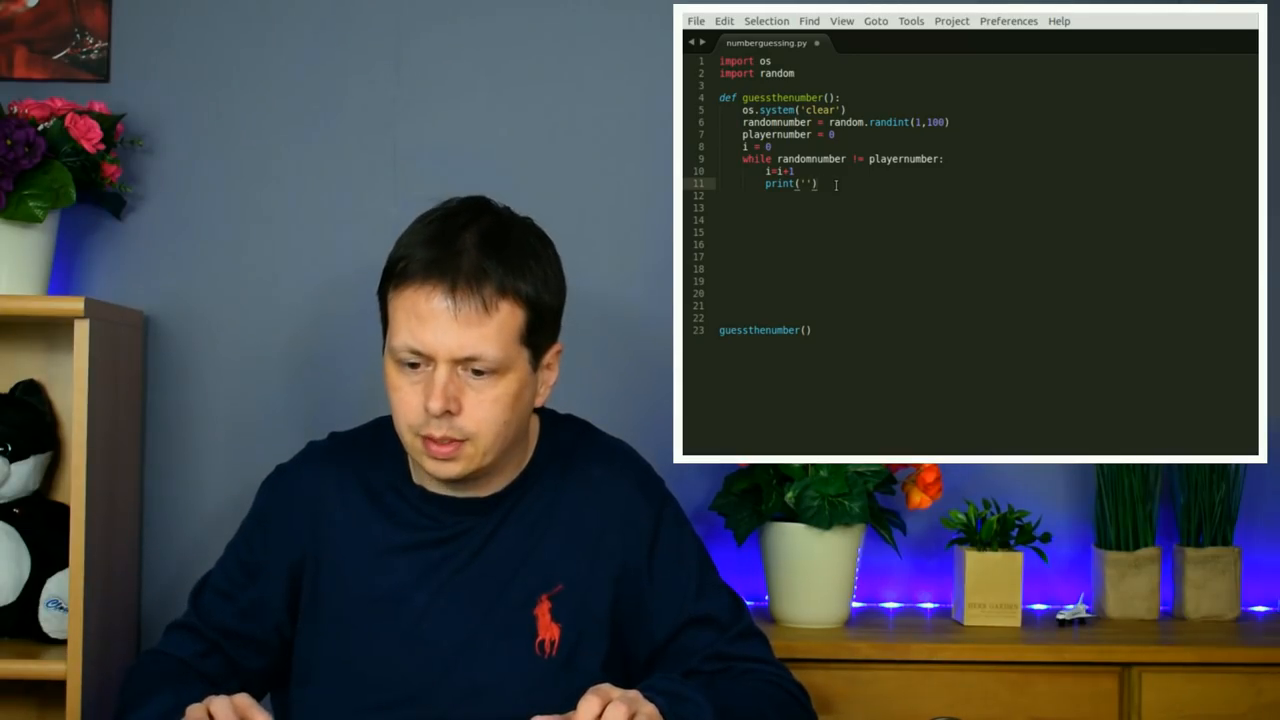 File Edit Selection Find View Goto Tools Project Preferences Help
numberguessing.py
1 import os
2 import random
3
4 def guessthenumber():
5 os.system('clear')
6 randomnumber = random.randint(1,100)
7 playernumber = 0
8 i = 0
9 while randomnumber != playernumber:
10 i=i+1
11 print('')
12
13
14
15
16
17
18
19
20
21
22
23 guessthenumber()
HERB GARDEN